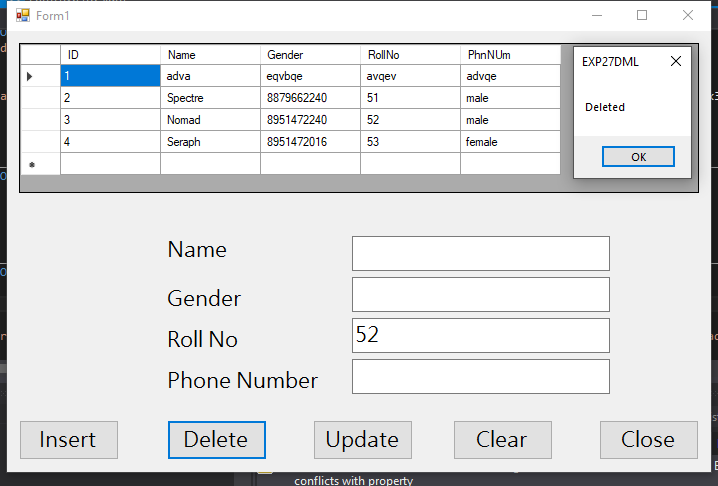 Form1
ID Name Gender RollNo PhnNUm
1 adva eqvbqe avqev advqe
2 Spectre 8879662240 51 male
3 Nomad 8951472240 52 male
4 Seraph 8951472016 53 female
EXP27DML
Deleted
OK
Name
Gender
Roll No 52
Phone Number
Insert Delete Update Clear Close
conflicts with property